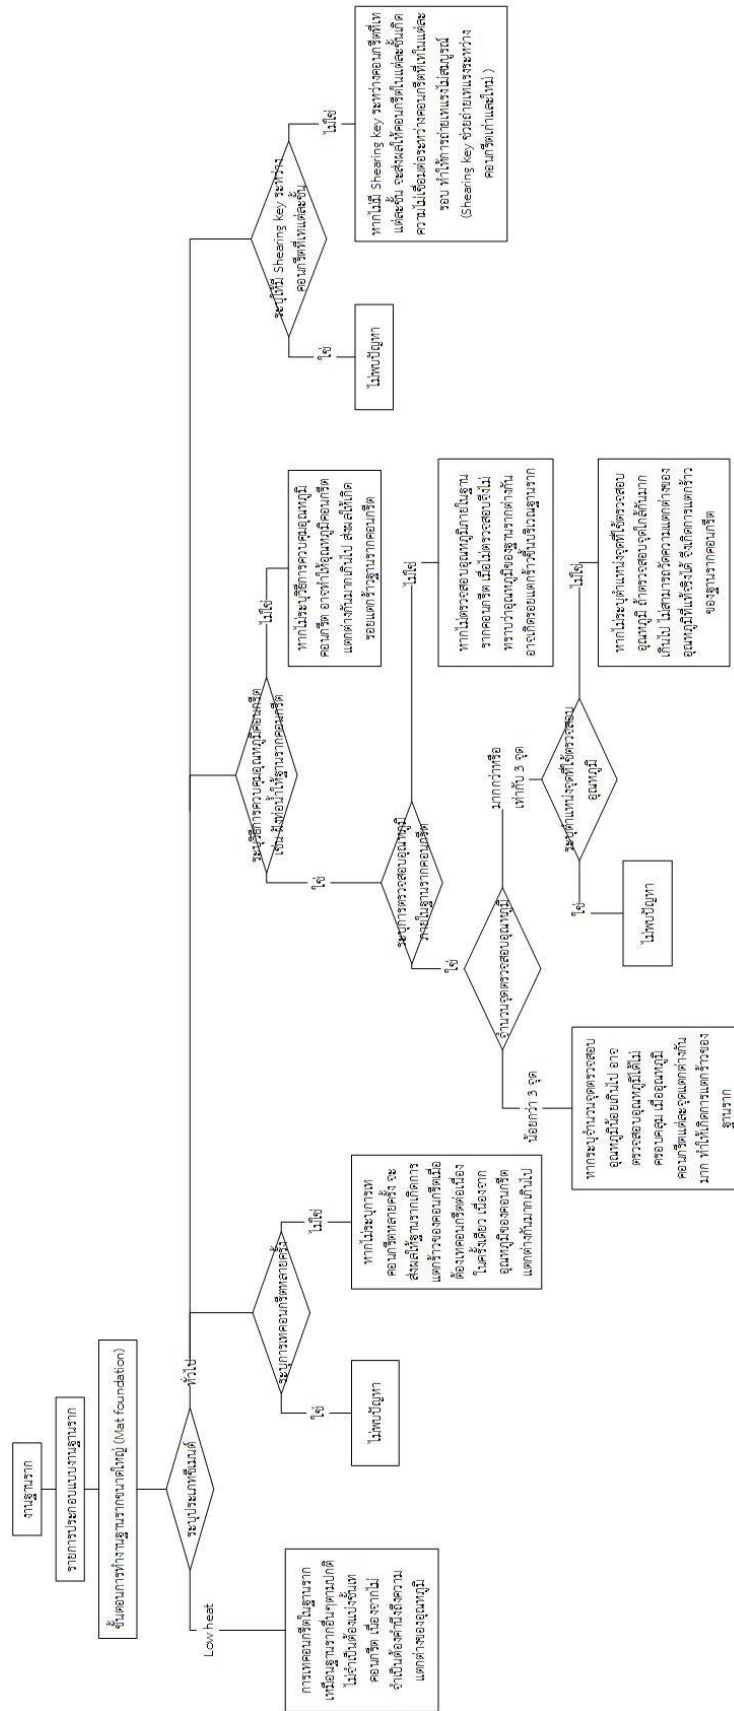 งานฐานราก
รายการประกอบแบบงานฐานราก
ขั้นตอนการทำงานฐานรากขนาดใหญ่ (Mat foundation)
ระบุประเภทซีเมนต์
Low heat
ทั่วไป
การเทคอนกรีตในฐานราก
เหมือนฐานรากอื่นๆตามปกติ
ไม่จำเป็นต้องแบ่งชั้นเท
คอนกรีต เนื่องจากไม่
จำเป็นต้องคำนึงถึงความ
แตกต่างของอุณหภูมิ
ระบุการเทคอนกรีตหลายครั้ง
ใช่
ไม่ใช่
ไม่พบปัญหา
หากไม่ระบุการเท
คอนกรีตหลายครั้ง จะ
ส่งผลให้ฐานรากเกิดการ
แตกร้าวของคอนกรีตเมื่อ
ต้องเทคอนกรีตต่อเนื่อง
ในครั้งเดียว เนื่องจาก
อุณหภูมิของคอนกรีต
แตกต่างกันมากเกินไป
ระบุวิธีการควบคุมอุณหภูมิคอนกรีต
เช่น ฝังท่อน้ำให้ฐานรากคอนกรีต
ใช่
ไม่ใช่
หากไม่ระบุวิธีการควบคุมอุณหภูมิ
คอนกรีต อาจทำให้อุณหภูมิคอนกรีต
แตกต่างกันมากเกินไป ส่งผลให้เกิด
รอยแตกร้าวฐานรากคอนกรีต
ระบุการตรวจสอบอุณหภูมิ
ภายในฐานรากคอนกรีต
ใช่
ไม่ใช่
หากไม่ตรวจสอบอุณหภูมิภายในฐาน
รากคอนกรีต เมื่อไม่ตรวจสอบจึงไม่
ทราบว่าอุณหภูมิของฐานรากต่างกัน
อาจเกิดรอยแตกร้าวขึ้นบริเวณฐานราก
จำนวนจุดตรวจสอบอุณหภูมิ
น้อยกว่า 3 จุด
มากกว่าหรือ
เท่ากับ 3 จุด
หากระบุจำนวนจุดตรวจสอบ
อุณหภูมิน้อยเกินไป อาจ
ตรวจสอบอุณหภูมิได้ไม่
ครอบคลุม เมื่ออุณหภูมิ
คอนกรีตแต่ละจุดแตกต่างกัน
มาก ทำให้เกิดการแตกร้าวของ
ฐานราก
ระบุตำแหน่งจุดที่ใช้ตรวจสอบ
อุณหภูมิ
ใช่
ไม่ใช่
ไม่พบปัญหา
หากไม่ระบุตำแหน่งจุดที่ใช้ตรวจสอบ
อุณหภูมิ ถ้าตรวจสอบจุดใกล้กันมาก
เกินไป ไม่สามารถวัดความแตกต่างของ
อุณหภูมิที่แท้จริงได้ จึงเกิดการแตกร้าว
ของฐานรากคอนกรีต
ระบุให้มี Shearing key ระหว่าง
คอนกรีตที่เทแต่ละชั้น
ใช่
ไม่ใช่
ไม่พบปัญหา
หากไม่มี Shearing key ระหว่างคอนกรีตที่เท
แต่ละชั้น จะส่งผลให้คอนกรีตในแต่ละชั้นเกิด
ความไม่เชื่อมต่อระหว่างคอนกรีตที่เทในแต่ละ
รอบ ทำให้การถ่ายเทแรงไม่สมบูรณ์
(Shearing key ช่วยถ่ายเทแรงระหว่าง
คอนกรีตเก่าและใหม่ )